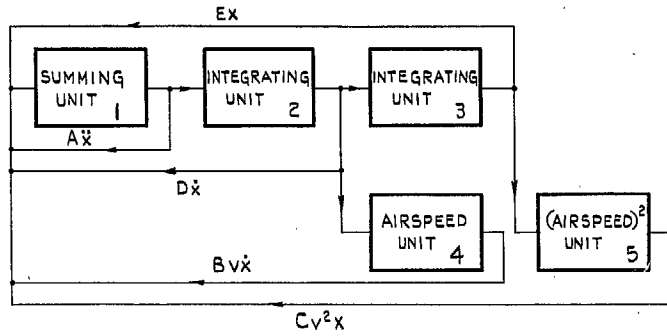 Ex
SUMMING
UNIT
1
INTEGRATING
UNIT
2
INTEGRATING
UNIT
3
Aẍ
Dẋ
AIRSPEED
UNIT
4
(AIRSPEED)²
UNIT
5
Bvẋ
Cv²x